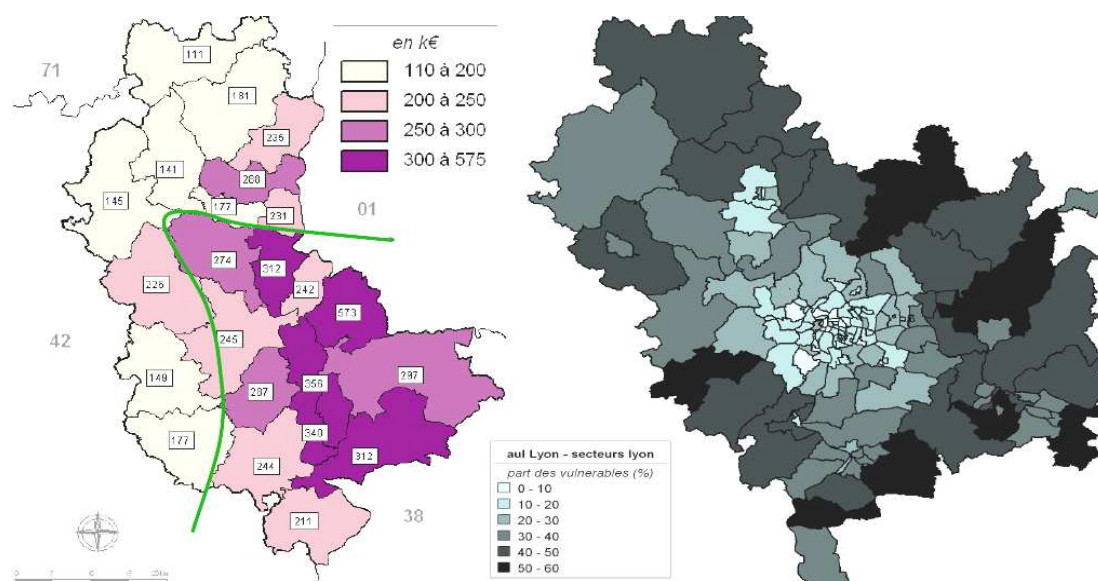 en k€
110 à 200
200 à 250
250 à 300
300 à 575
71
111
181
235
141
288
145
177
231
01
274
312
226
242
573
42
245
149
287
356
297
177
340
312
244
38
211
aul Lyon - secteurs lyon
part des vulnerables (%)
0 - 10
10 - 20
20 - 30
30 - 40
40 - 50
50 - 60